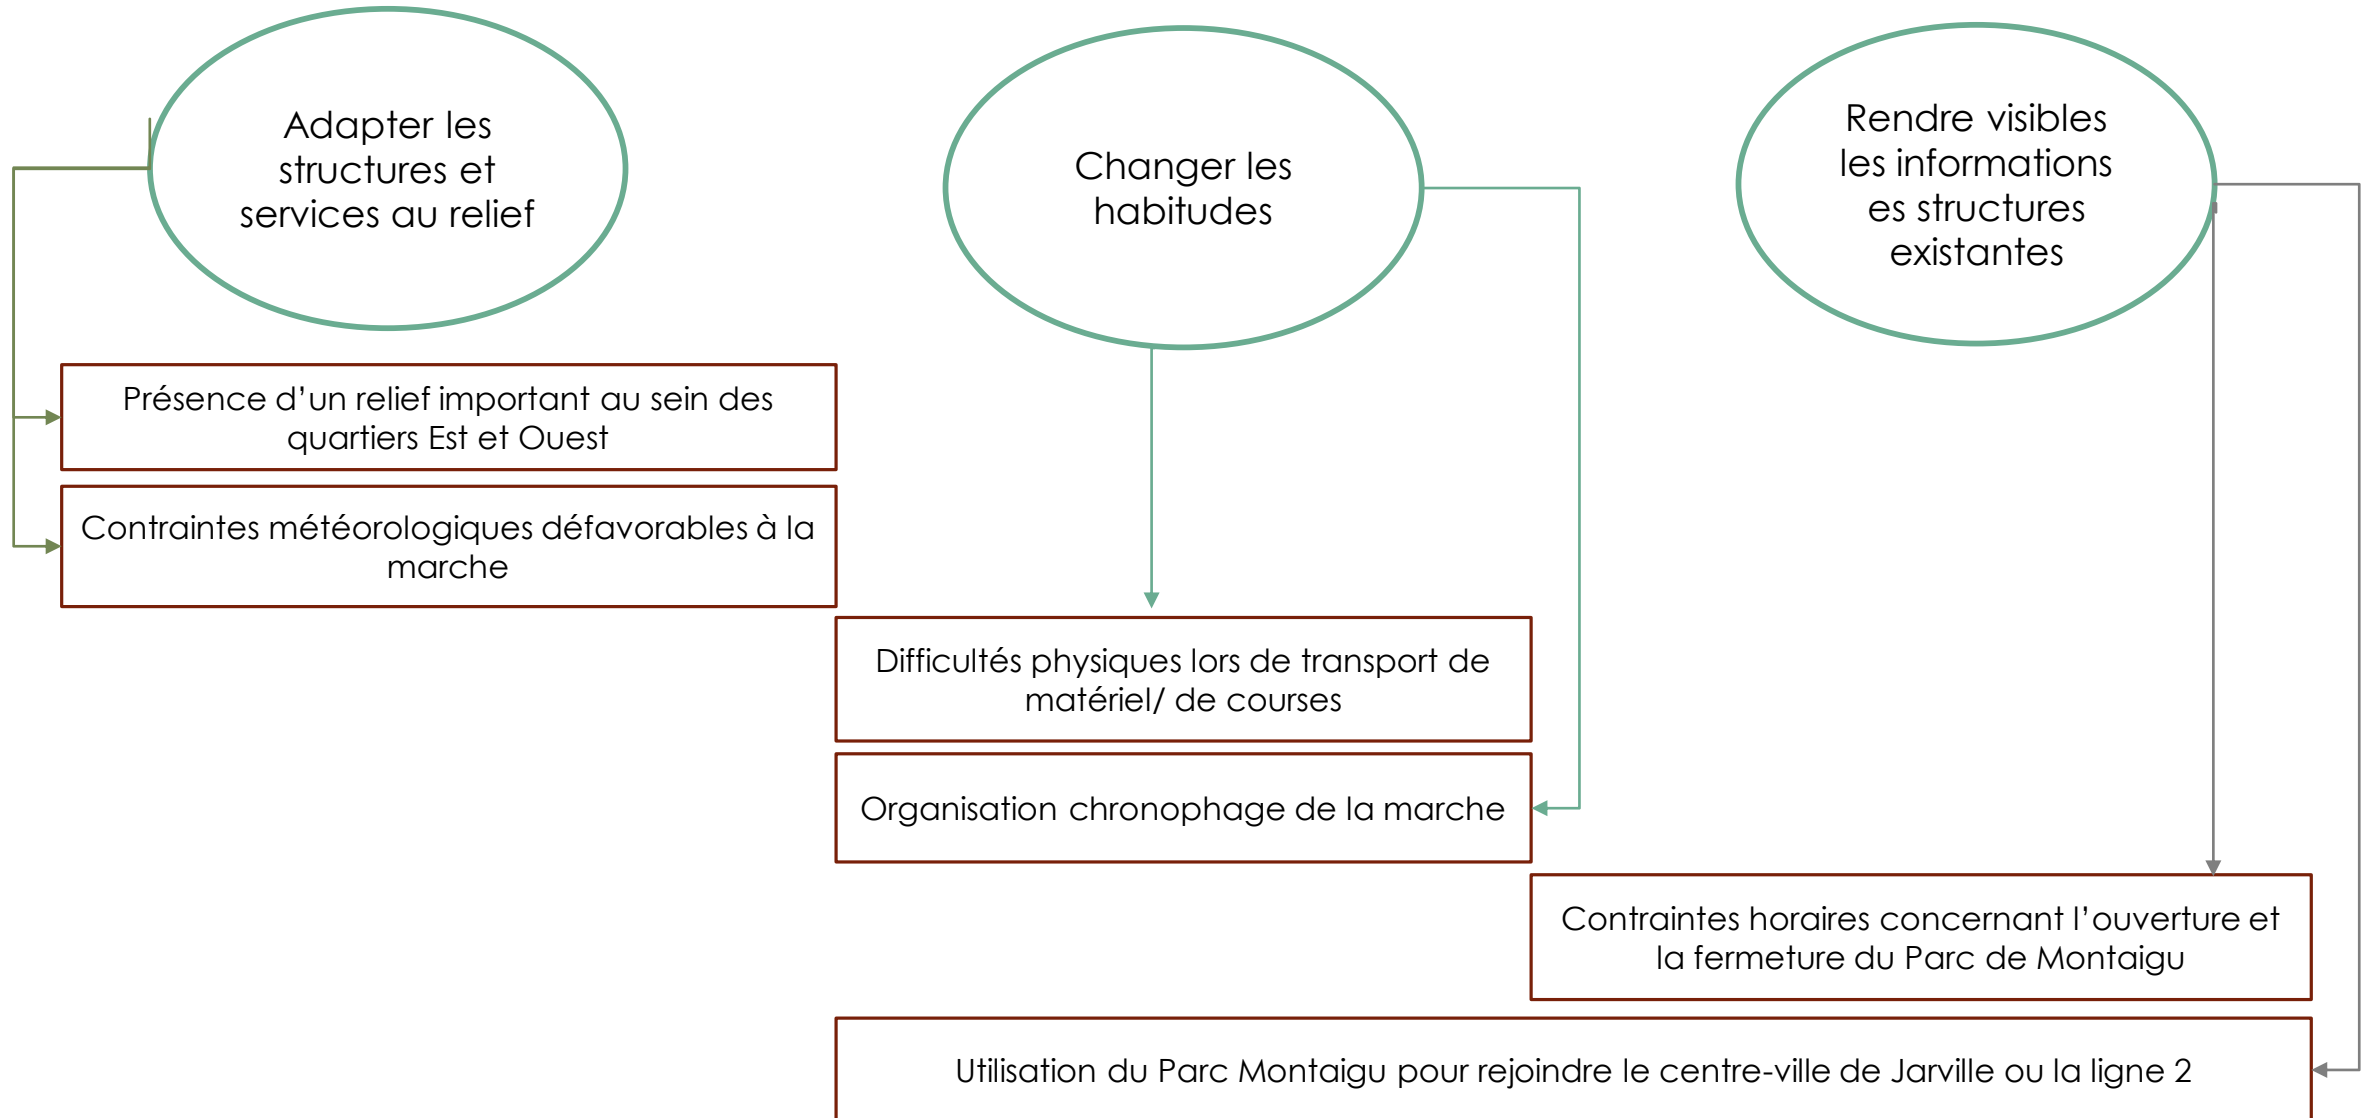 Adapter les
structures et
services au relief
Changer les
habitudes
Rendre visibles
les informations
es structures
existantes
Présence d’un relief important au sein des
quartiers Est et Ouest
Contraintes météorologiques défavorables à la
marche
Difficultés physiques lors de transport de
matériel/ de courses
Organisation chronophage de la marche
Contraintes horaires concernant l’ouverture et
la fermeture du Parc de Montaigu
Utilisation du Parc Montaigu pour rejoindre le centre-ville de Jarville ou la ligne 2